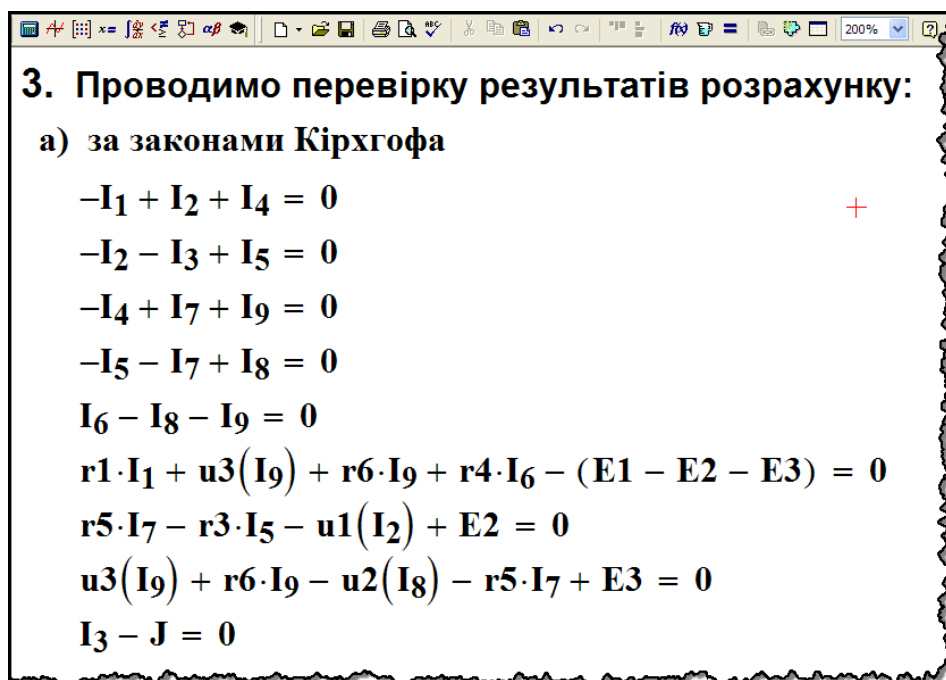 200%
3. Проводимо перевірку результатів розрахунку:
а) за законами Кірхгофа
−I1 + I2 + I4 = 0
−I2 − I3 + I5 = 0
−I4 + I7 + I9 = 0
−I5 − I7 + I8 = 0
I6 − I8 − I9 = 0
r1·I1 + u3(I9) + r6·I9 + r4·I6 − (E1 − E2 − E3) = 0
r5·I7 − r3·I5 − u1(I2) + E2 = 0
u3(I9) + r6·I9 − u2(I8) − r5·I7 + E3 = 0
I3 − J = 0